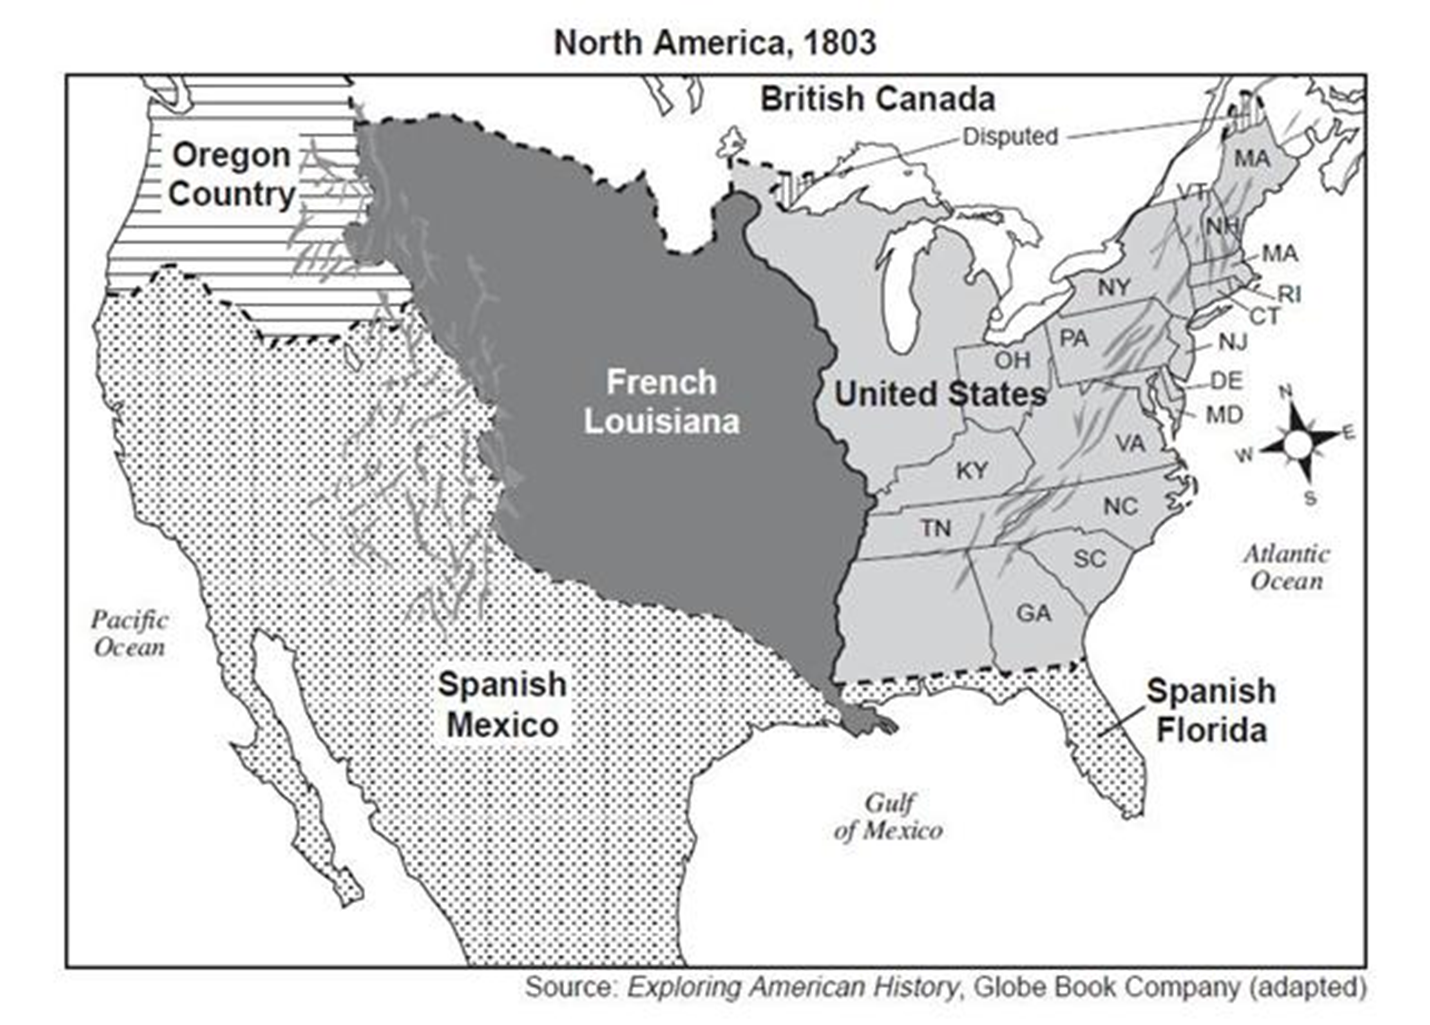 North America, 1803
British Canada
Disputed
Oregon
Country
MA
VT
NH
MA
NY
RI
CT
PA
NJ
OH
DE
MD
French
Louisiana
United States
N
W
E
S
VA
KY
NC
TN
SC
Atlantic
Ocean
GA
Pacific
Ocean
Spanish
Mexico
Spanish
Florida
Gulf
of Mexico
Source: Exploring American History, Globe Book Company (adapted)